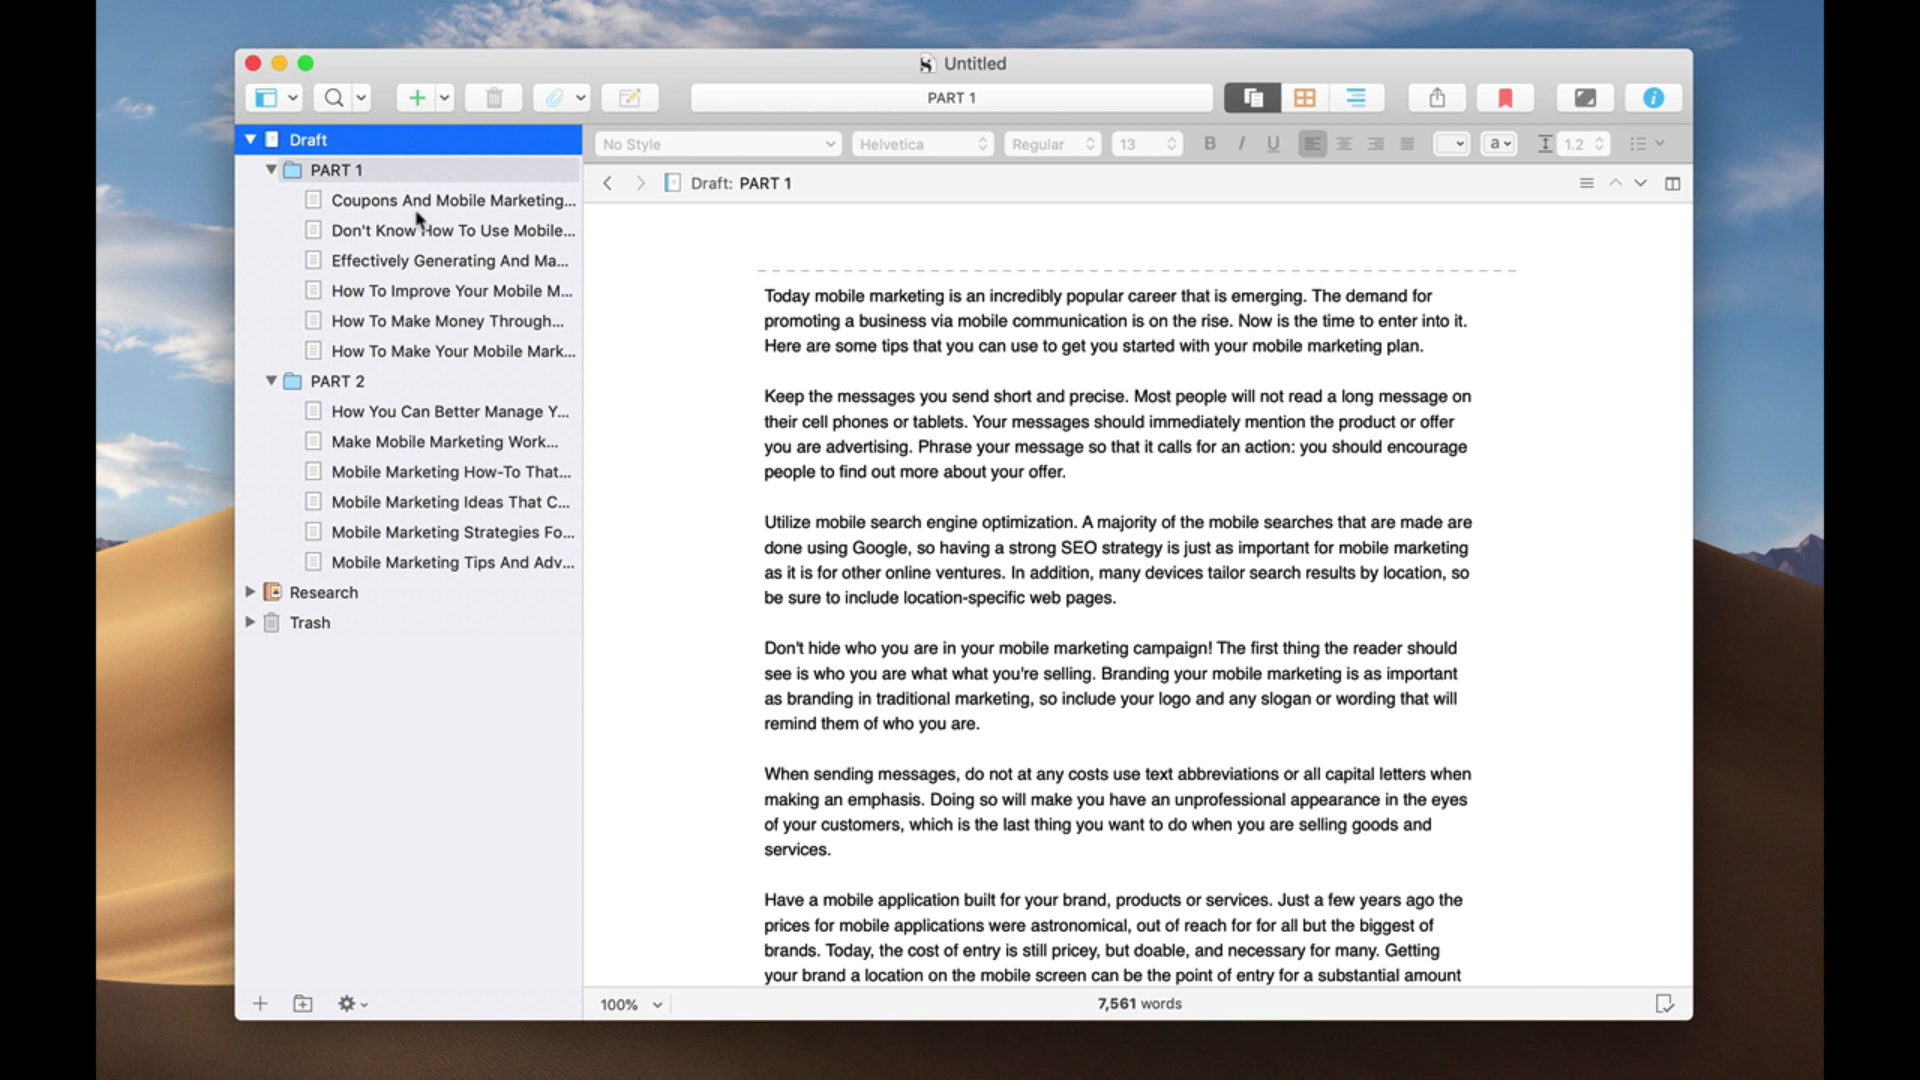 Untitled
PART 1
Draft
PART 1
Coupons And Mobile Marketing...
Don't Know How To Use Mobile...
Effectively Generating And Ma...
How To Improve Your Mobile M...
How To Make Money Through...
How To Make Your Mobile Mark...
PART 2
How You Can Better Manage Y...
Make Mobile Marketing Work...
Mobile Marketing How-To That...
Mobile Marketing Ideas That C...
Mobile Marketing Strategies Fo...
Mobile Marketing Tips And Adv...
Research
Trash
No Style Helvetica Regular 13 B I U a 1.2
Draft: PART 1
Today mobile marketing is an incredibly popular career that is emerging. The demand for
promoting a business via mobile communication is on the rise. Now is the time to enter into it.
Here are some tips that you can use to get you started with your mobile marketing plan.
Keep the messages you send short and precise. Most people will not read a long message on
their cell phones or tablets. Your messages should immediately mention the product or offer
you are advertising. Phrase your message so that it calls for an action: you should encourage
people to find out more about your offer.
Utilize mobile search engine optimization. A majority of the mobile searches that are made are
done using Google, so having a strong SEO strategy is just as important for mobile marketing
as it is for other online ventures. In addition, many devices tailor search results by location, so
be sure to include location-specific web pages.
Don't hide who you are in your mobile marketing campaign! The first thing the reader should
see is who you are what what you're selling. Branding your mobile marketing is as important
as branding in traditional marketing, so include your logo and any slogan or wording that will
remind them of who you are.
When sending messages, do not at any costs use text abbreviations or all capital letters when
making an emphasis. Doing so will make you have an unprofessional appearance in the eyes
of your customers, which is the last thing you want to do when you are selling goods and
services.
Have a mobile application built for your brand, products or services. Just a few years ago the
prices for mobile applications were astronomical, out of reach for for all but the biggest of
brands. Today, the cost of entry is still pricey, but doable, and necessary for many. Getting
your brand a location on the mobile screen can be the point of entry for a substantial amount
100%
7,561 words